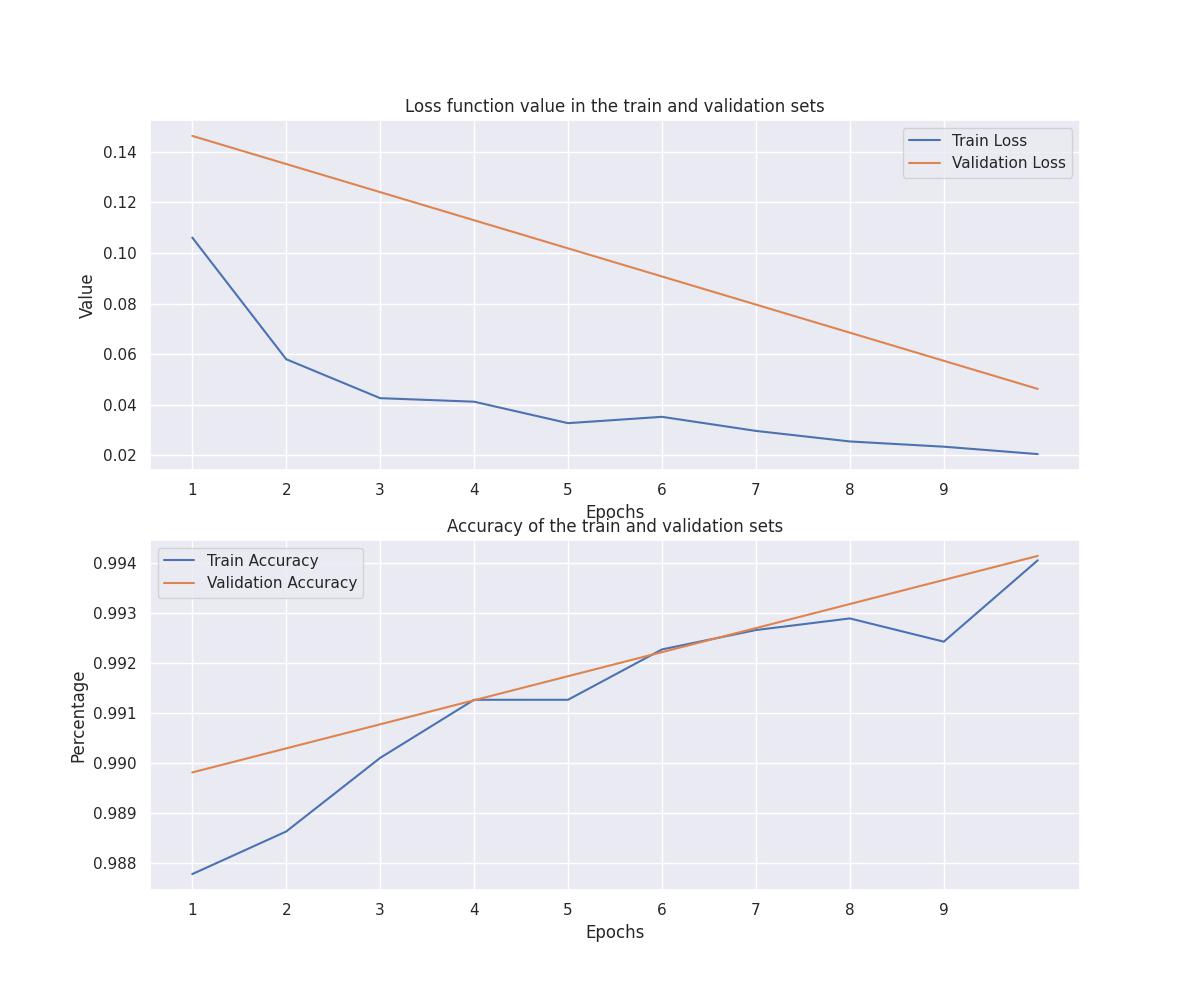 Loss function value in the train and validation sets
Train Loss
Validation Loss
Value
0.14
0.12
0.10
0.08
0.06
0.04
0.02
1 2 3 4 5 6 7 8 9
Epochs
Accuracy of the train and validation sets
Train Accuracy
Validation Accuracy
Percentage
0.994
0.993
0.992
0.991
0.990
0.989
0.988
1 2 3 4 5 6 7 8 9
Epochs